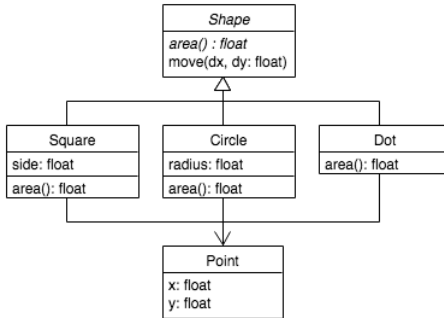 Shape
area() : float
move(dx, dy: float)
Square
side: float
area(): float
Circle
radius: float
area(): float
Dot
area(): float
Point
x: float
y: float